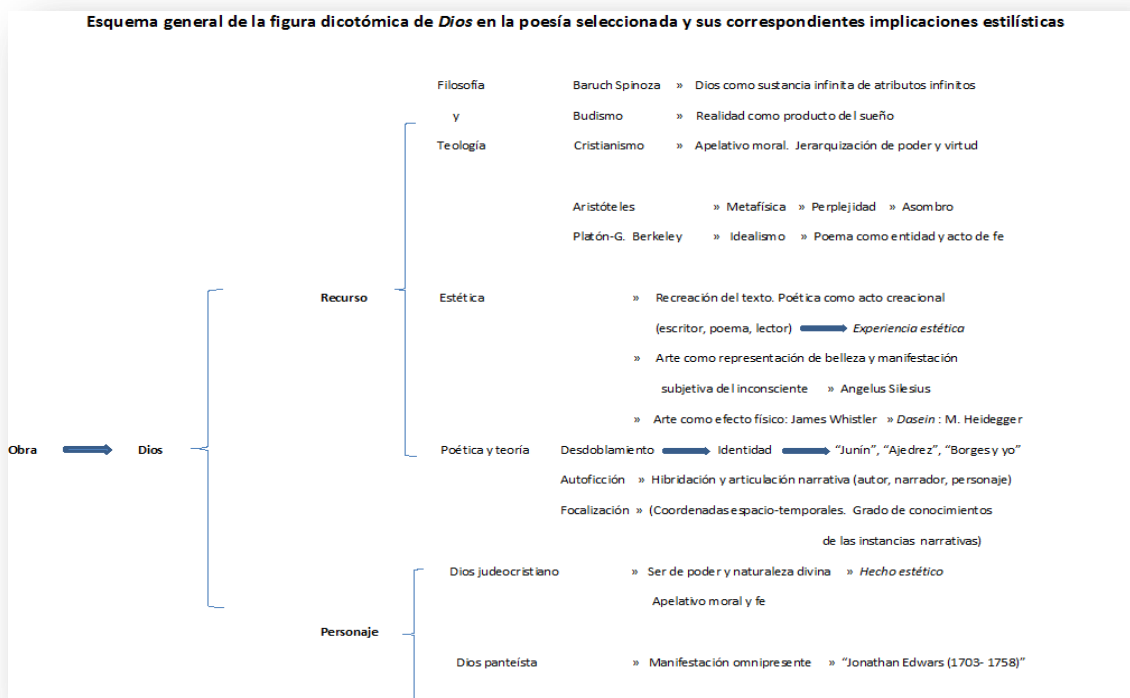 Esquema general de la figura dicotómica de Dios en la poesía seleccionada y sus correspondientes implicaciones estilísticas
Filosofía Baruch Spinoza » Dios como sustancia infinita de atributos infinitos
y Budismo » Realidad como producto del sueño
Teología Cristianismo » Apelativo moral. Jerarquización de poder y virtud
Aristóteles » Metafísica » Perplejidad » Asombro
Platón-G. Berkeley » Idealismo » Poema como entidad y acto de fe
Recurso Estética » Recreación del texto. Poética como acto creacional
(escritor, poema, lector) Experiencia estética
» Arte como representación de belleza y manifestación
subjetiva del inconsciente » Angelus Silesius
» Arte como efecto físico: James Whistler » Dasein : M. Heidegger
Obra Dios Poética y teoría Desdoblamiento Identidad “Junín”, “Ajedrez”, “Borges y yo”
Autoficción » Hibridación y articulación narrativa (autor, narrador, personaje)
Focalización » (Coordenadas espacio-temporales. Grado de conocimientos
de las instancias narrativas)
Dios judeocristiano » Ser de poder y naturaleza divina » Hecho estético
Apelativo moral y fe
Personaje
Dios panteísta » Manifestación omnipresente » “Jonathan Edwars (1703- 1758)”